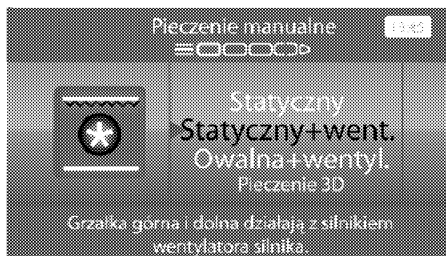 Pieczenie manualne
Statyczny
Statyczny+went.
Owalna+wentyl.
Pieczenie 3D
Grzałka górna i dolna działają z silnikiem
wentylatora silnika.